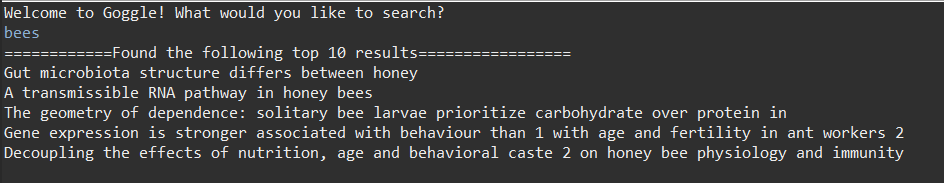 Welcome to Goggle! What would you like to search?
bees
============Found the following top 10 results=================
Gut microbiota structure differs between honey
A transmissible RNA pathway in honey bees
The geometry of dependence: solitary bee larvae prioritize carbohydrate over protein in
Gene expression is stronger associated with behaviour than 1 with age and fertility in ant workers 2
Decoupling the effects of nutrition, age and behavioral caste 2 on honey bee physiology and immunity